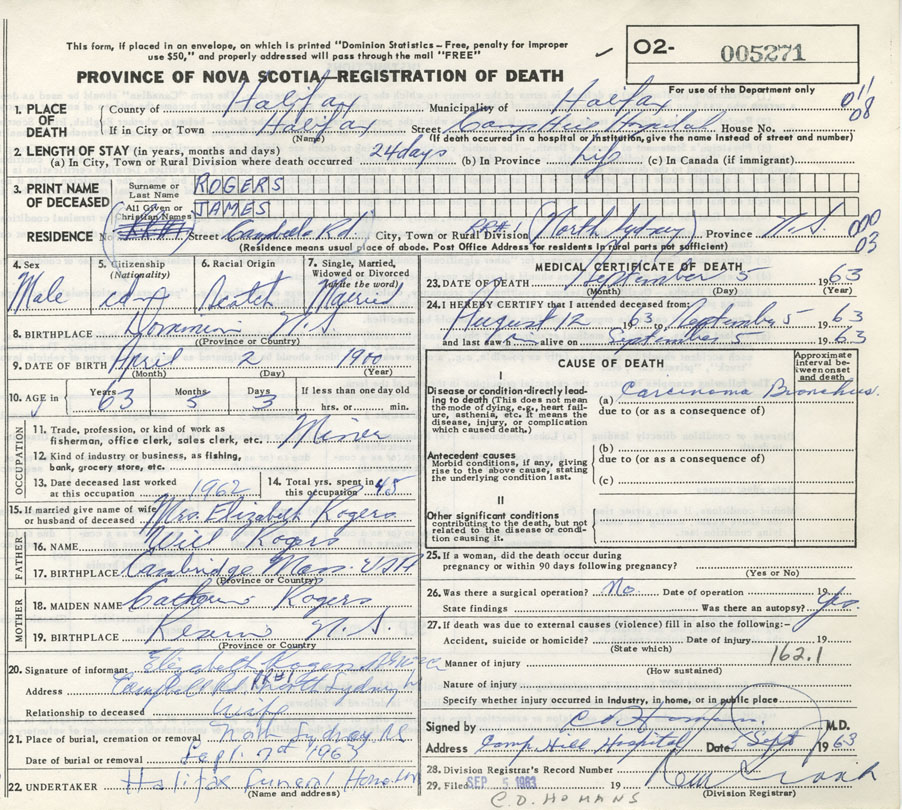 This form, if placed in an envelope, on which is printed "Dominion Statistics – Free, penalty for improper
use $50," and properly addressed will pass through the mail "FREE"
O2- 005271
For use of the Department only
PROVINCE OF NOVA SCOTIA—REGISTRATION OF DEATH
1. PLACE OF DEATH
County of Halifax Municipality of Halifax 011
If in City or Town Halifax Street Camp Hill Hospital House No. 08
(Name) (If death occurred in a hospital or institution, give the name instead of street and number)
2. LENGTH OF STAY (in years, months and days)
(a) In City, Town or Rural Division where death occurred 24 days (b) In Province Life (c) In Canada (if immigrant)
3. PRINT NAME OF DECEASED
Surname or Last Name ROGERS
All Given or Christian Names JAMES
RESIDENCE No. Street Campbell Rd. City, Town or Rural Division RR#1 North Sydney Province N.S. 000
03
(Residence means usual place of abode. Post Office Address for residents in rural parts not sufficient)
4. Sex Male
5. Citizenship (Nationality) Cdn
6. Racial Origin Scotch
7. Single, Married, Widowed or Divorced (write the word) Married
8. BIRTHPLACE Dominion N.S.
(Province or Country)
9. DATE OF BIRTH April 2 1900
(Month) (Day) (Year)
10. AGE in Years 63 Months 5 Days 3 If less than one day old
hrs. or min.
OCCUPATION
11. Trade, profession, or kind of work as
fisherman, office clerk, sales clerk, etc. Miner
12. Kind of industry or business, as fishing,
bank, grocery store, etc.
13. Date deceased last worked
at this occupation 1962
14. Total yrs. spent in
this occupation 45
15. If married give name of wife
or husband of deceased Mrs. Elizabeth Rogers
FATHER
16. NAME Will Rogers
17. BIRTHPLACE Cambridge Mass. USA
(Province or Country)
MOTHER
18. MAIDEN NAME Rogers
19. BIRTHPLACE N.S.
(Province or Country)
20. Signature of informant Elizabeth Rogers
Address Campbell Rd RR#1 North Sydney
Relationship to deceased Wife
21. Place of burial, cremation or removal North Sydney NS
Date of burial or removal Sept. 7th 1963
22. UNDERTAKER Halifax Funeral Home
(Name and address)
MEDICAL CERTIFICATE OF DEATH
23. DATE OF DEATH September 5 1963
(Month) (Day) (Year)
24. I HEREBY CERTIFY that I attended deceased from:
August 12 1963 to September 5 1963
and last saw him alive on September 5 1963
CAUSE OF DEATH
Approximate interval between onset and death
I
Disease or condition-directly leading
to death (This does not mean
the mode of dying, e.g., heart failure,
asthenia, etc. It means the
disease, injury, or complication
which caused death.)
(a) Carcinoma Bronchus.
due to (or as a consequence of)
Antecedent causes
Morbid conditions, if any, giving
rise to the above cause, stating
the underlying condition last.
(b)
due to (or as a consequence of)
(c)
II
Other significant conditions
contributing to the death, but not
related to the disease or condition
causing it.
25. If a woman, did the death occur during
pregnancy or within 90 days following pregnancy?
(Yes or No)
26. Was there a surgical operation? No. Date of operation 19
State findings Was there an autopsy? Yes
27. If death was due to external causes (violence) fill in also the following:–
Accident, suicide or homicide? Date of injury 19
(State which) 162.1
Manner of injury
(How sustained)
Nature of injury
Specify whether injury occurred in Industry, in home, or in public place
Signed by C D Homans M.D.
Address Camp Hill Hospital Date 5 Sept 1963
28. Division Registrar's Record Number
29. Filed SEP 5 1963 19
(Division Registrar)
C.D. HOMANS